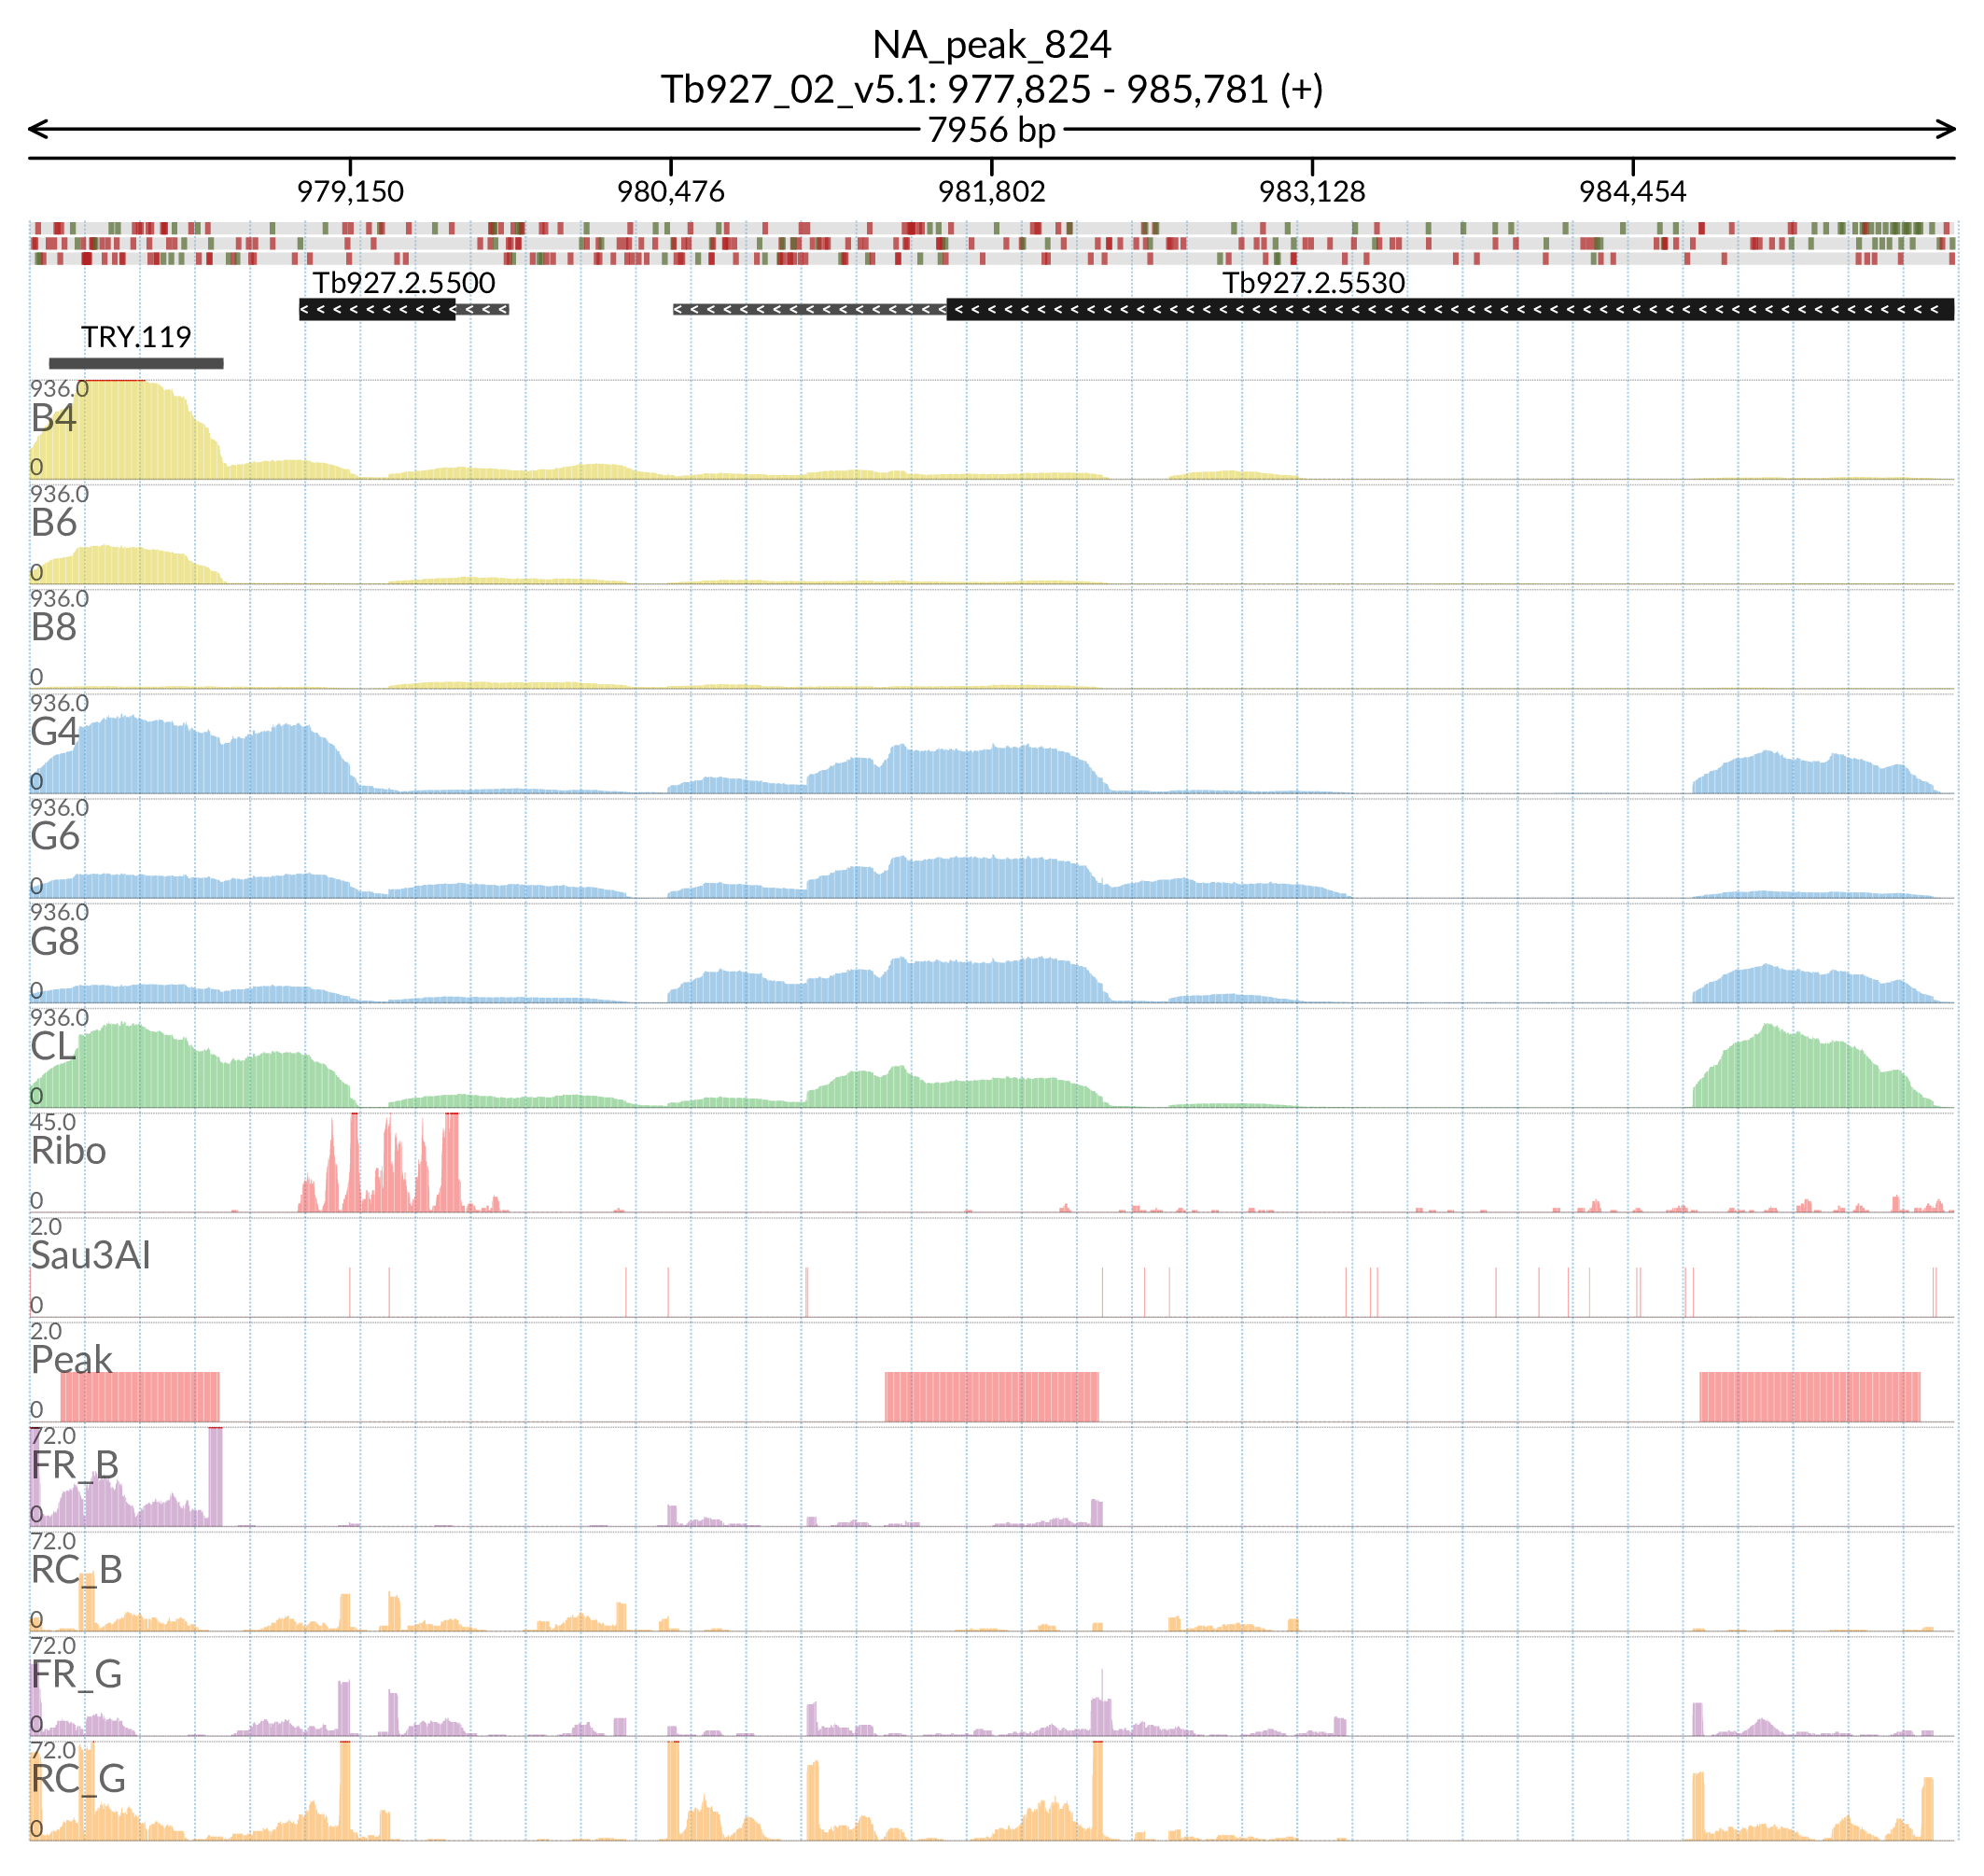 NA_peak_824
Tb927_02_v5.1: 977,825 - 985,781 (+)
7956 bp
979,150 980,476 981,802 983,128 984,454
Tb927.2.5500 Tb927.2.5530
TRY.119
936.0
B4
0
936.0
B6
0
936.0
B8
0
936.0
G4
0
936.0
G6
0
936.0
G8
0
936.0
CL
0
45.0
Ribo
0
2.0
Sau3AI
0
2.0
Peak
0
72.0
FR_B
0
72.0
RC_B
0
72.0
FR_G
0
72.0
RC_G
0